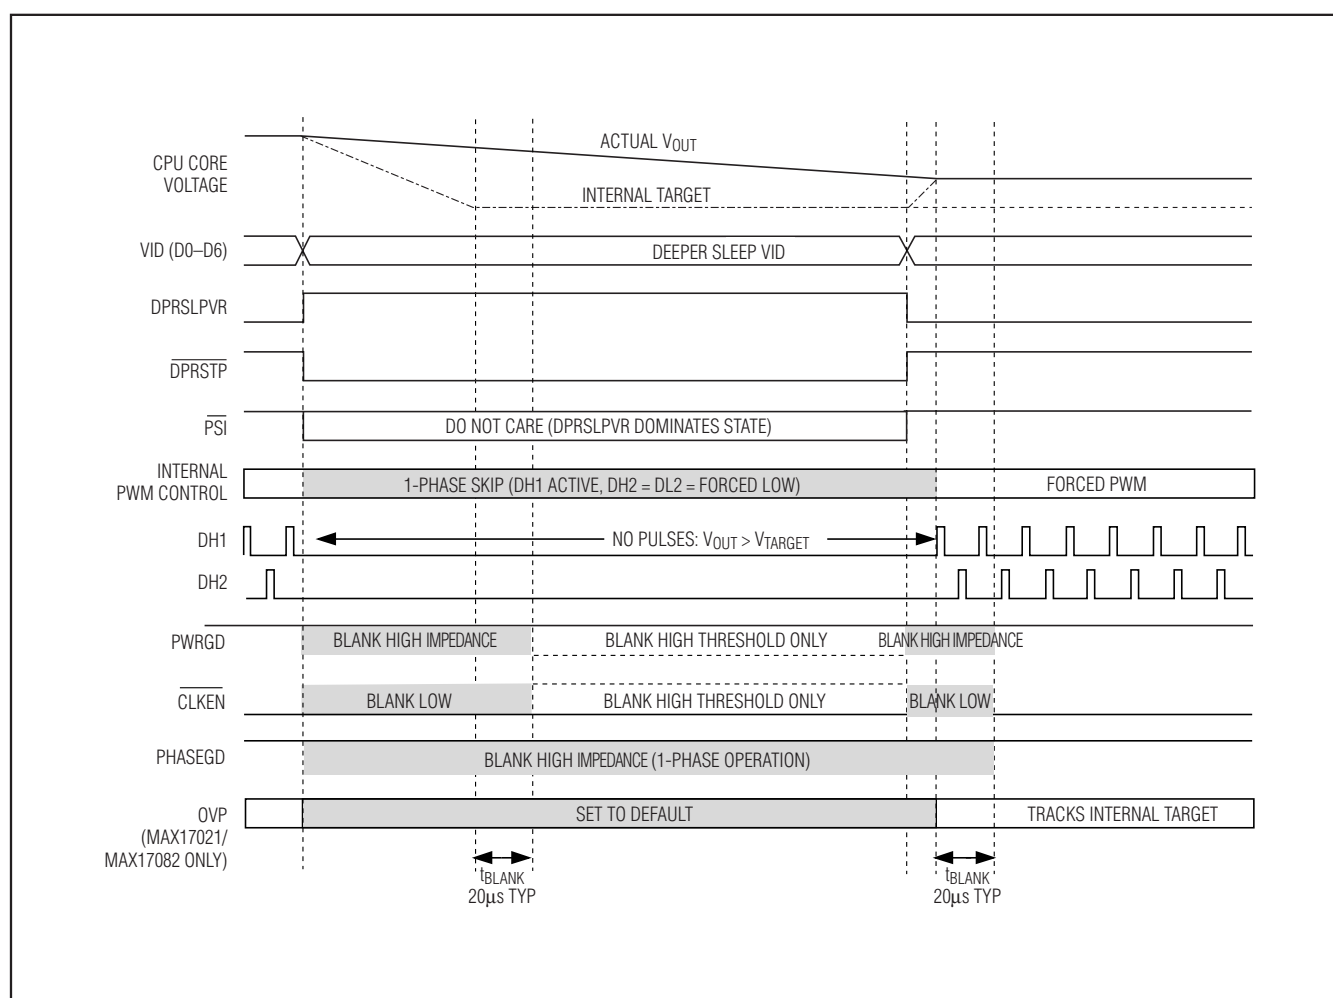 ACTUAL VOUT
CPU CORE
VOLTAGE
INTERNAL TARGET
VID (D0–D6)
DEEPER SLEEP VID
DPRSLPVR
DPRSTP
PSI
DO NOT CARE (DPRSLPVR DOMINATES STATE)
INTERNAL
PWM CONTROL
1-PHASE SKIP (DH1 ACTIVE, DH2 = DL2 = FORCED LOW)
FORCED PWM
DH1
NO PULSES: VOUT > VTARGET
DH2
PWRGD
BLANK HIGH IMPEDANCE
BLANK HIGH THRESHOLD ONLY
BLANK HIGH IMPEDANCE
CLKEN
BLANK LOW
BLANK HIGH THRESHOLD ONLY
BLANK LOW
PHASEGD
BLANK HIGH IMPEDANCE (1-PHASE OPERATION)
OVP
(MAX17021/
MAX17082 ONLY)
SET TO DEFAULT
TRACKS INTERNAL TARGET
tBLANK
20μs TYP
tBLANK
20μs TYP